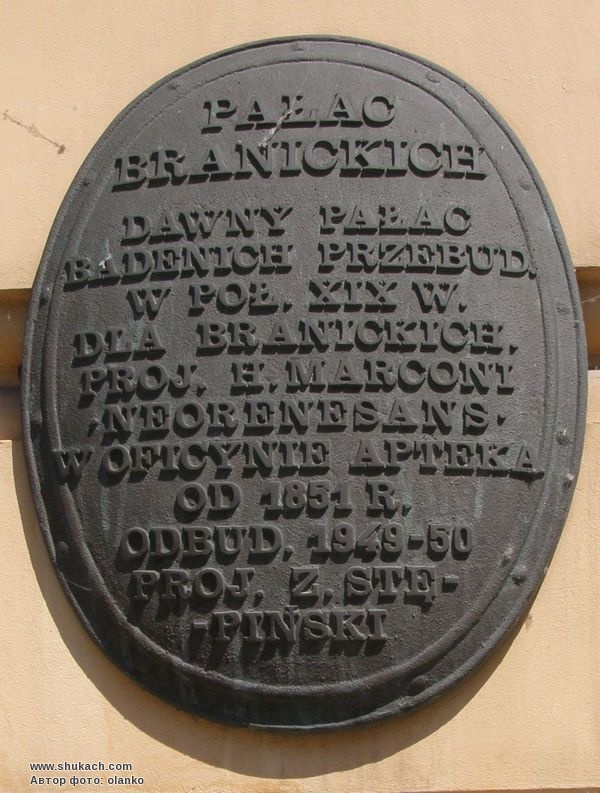 PAŁAC
BRANICKICH
DAWNY PAŁAC
BADENICH PRZEBUD.
W POŁ. XIX W.
DLA BRANICKICH,
PROJ. H. MARCONI
,NEORENESANS.
W OFICYNIE APTEKA
OD 1851 R.
ODBUD. 1949-50
PROJ. Z. STĘ-
-PIŃSKI
www.shukach.com
Автор фото: olanko